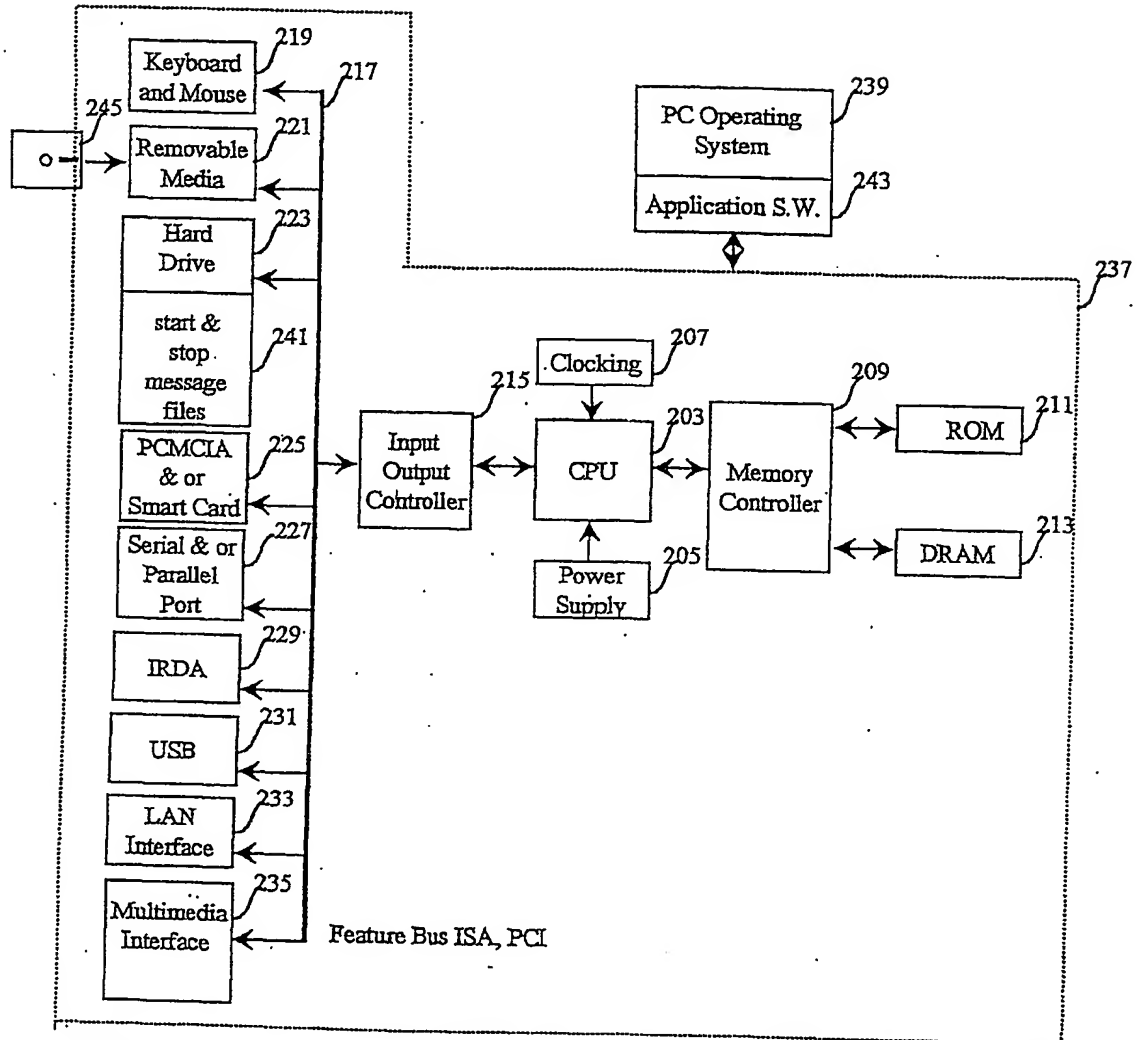 219
Keyboard
and Mouse
217
245
221
Removable
Media
223
Hard
Drive
start &
stop
message
files
241
225
PCMCIA
& or
Smart Card
227
Serial & or
Parallel
Port
229
IRDA
231
USB
233
LAN
Interface
235
Multimedia
Interface
Feature Bus ISA, PCI
215
Input
Output
Controller
207
Clocking
203
CPU
205
Power
Supply
209
Memory
Controller
211
ROM
213
DRAM
239
PC Operating
System
243
Application S.W.
237